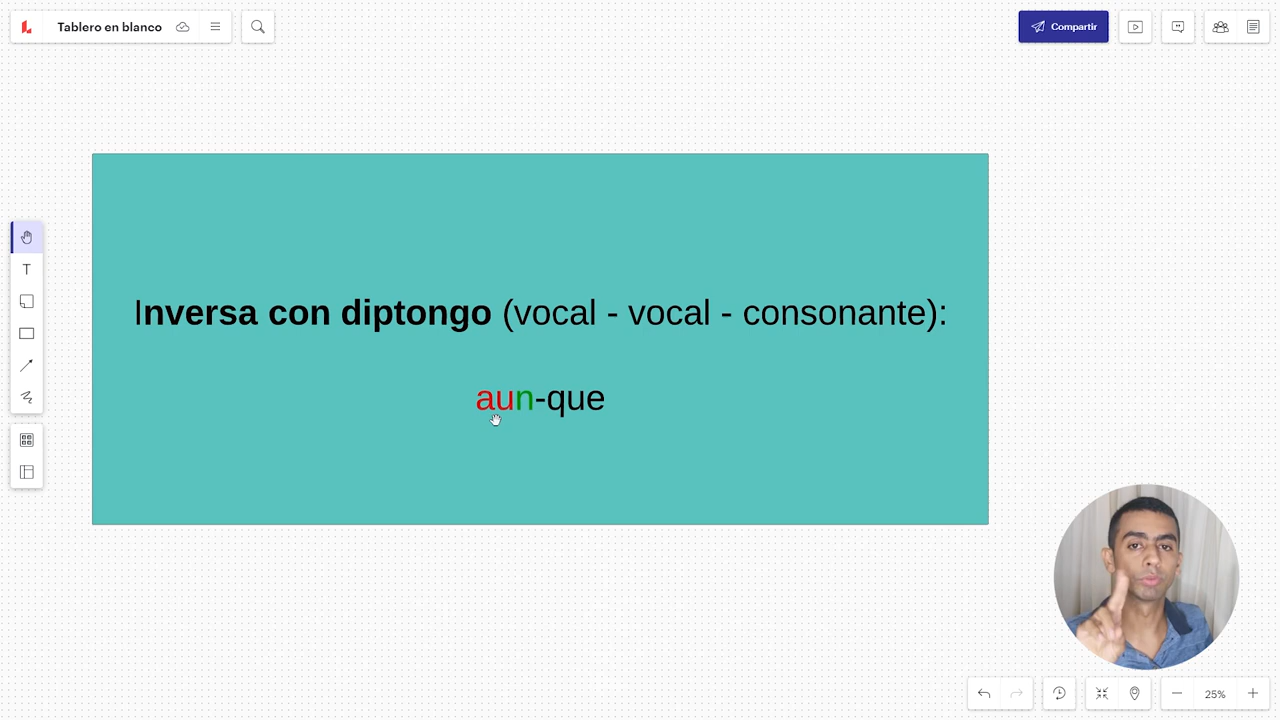 Tablero en blanco
Compartir
Inversa con diptongo (vocal - vocal - consonante):
aun-que
T
25%